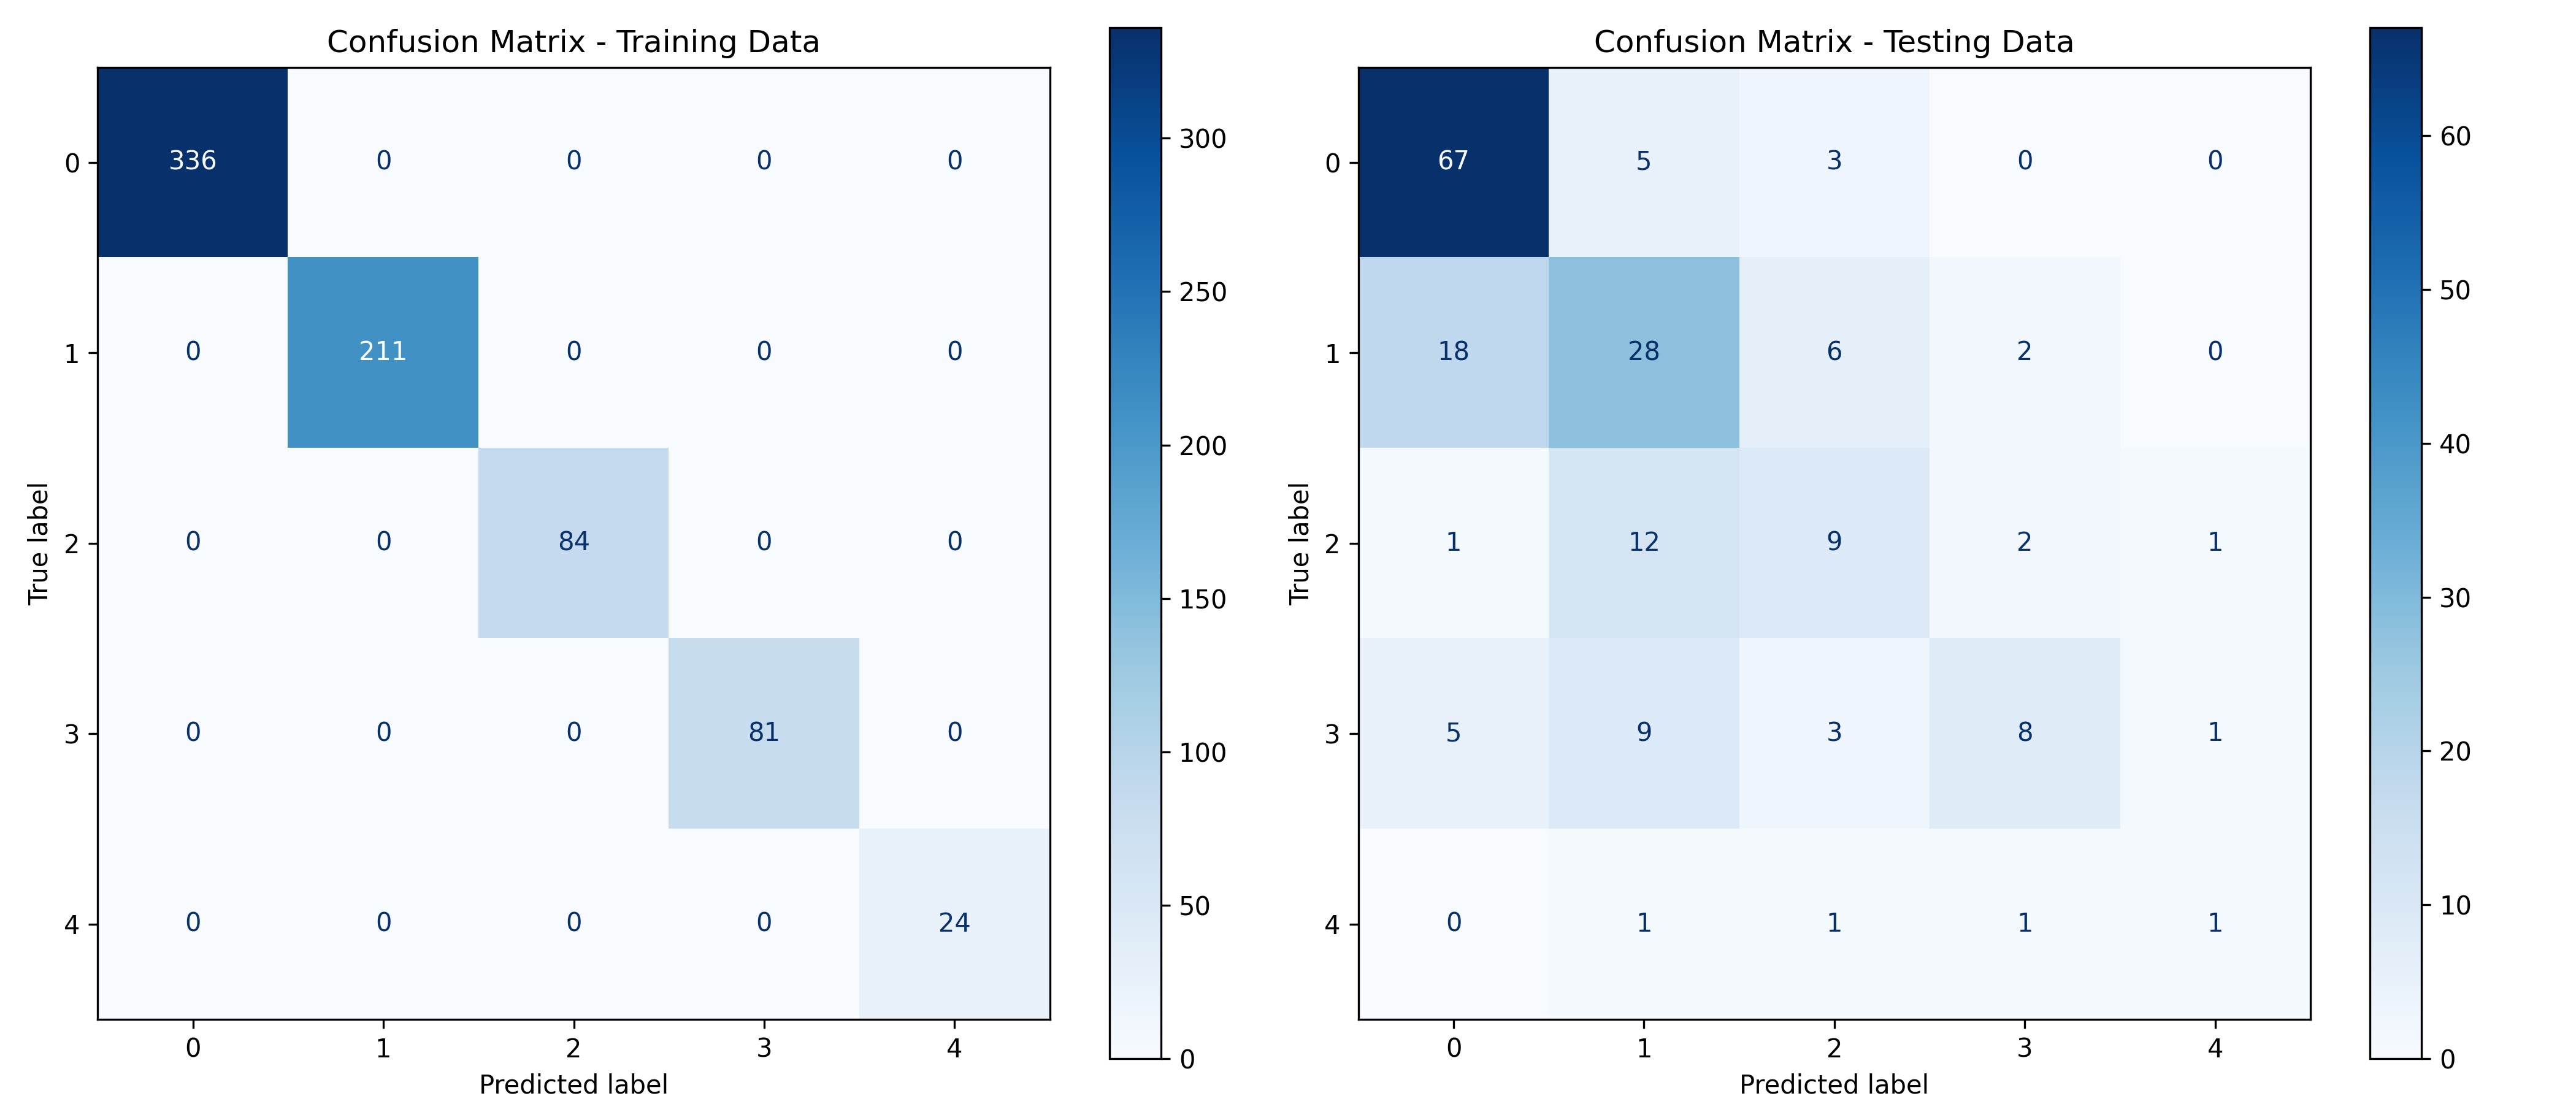 Confusion Matrix - Training Data
0 336 0 0 0 0
1 0 211 0 0 0
2 0 0 84 0 0
3 0 0 0 81 0
4 0 0 0 0 24
0 1 2 3 4
Predicted label
True label
300
250
200
150
100
50
0
Confusion Matrix - Testing Data
0 67 5 3 0 0
1 18 28 6 2 0
2 1 12 9 2 1
3 5 9 3 8 1
4 0 1 1 1 1
0 1 2 3 4
Predicted label
True label
60
50
40
30
20
10
0